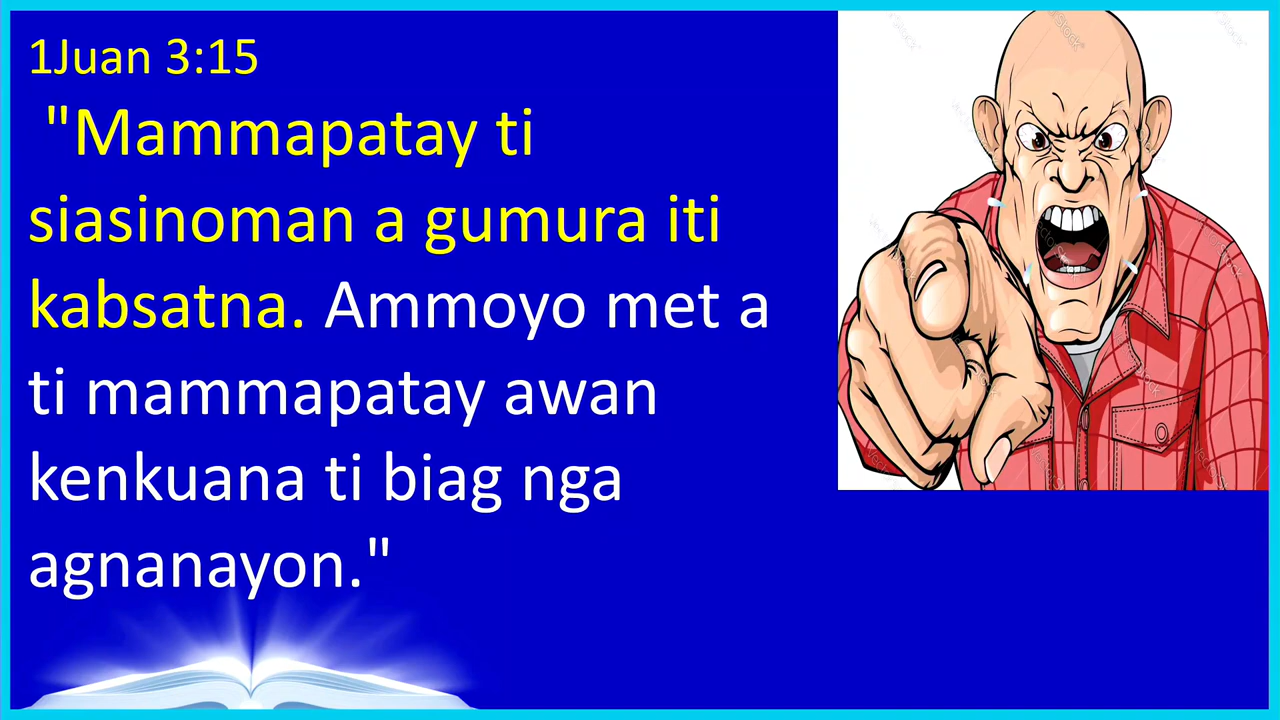 1Juan 3:15
"Mammapatay ti
siasinoman a gumura iti
kabsatna. Ammoyo met a
ti mammapatay awan
kenkuana ti biag nga
agnanayon."